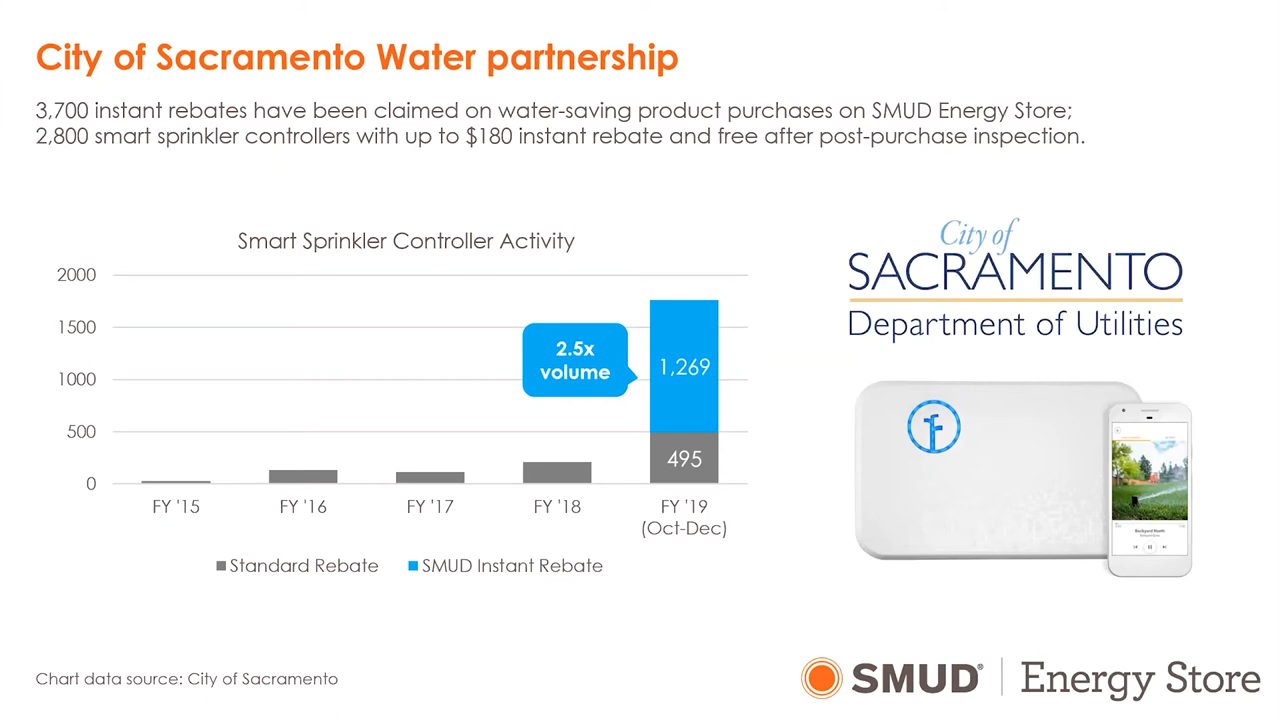 City of Sacramento Water partnership
3,700 instant rebates have been claimed on water-saving product purchases on SMUD Energy Store;
2,800 smart sprinkler controllers with up to $180 instant rebate and free after post-purchase inspection.
Smart Sprinkler Controller Activity
2000
1500
1000
500
0
2.5x
volume
1,269
495
FY '15
FY '16
FY '17
FY '18
FY '19
(Oct-Dec)
Standard Rebate
SMUD Instant Rebate
City of
SACRAMENTO
Department of Utilities
Chart data source: City of Sacramento
SMUD® Energy Store